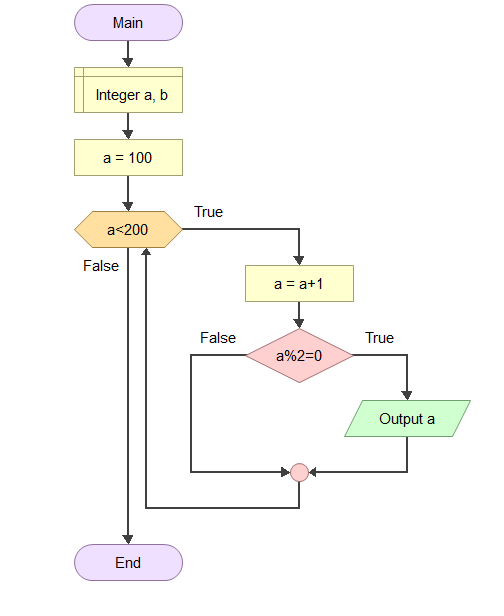 Main
Integer a, b
a = 100
a<200
True
False
a = a+1
a%2=0
False
True
Output a
End